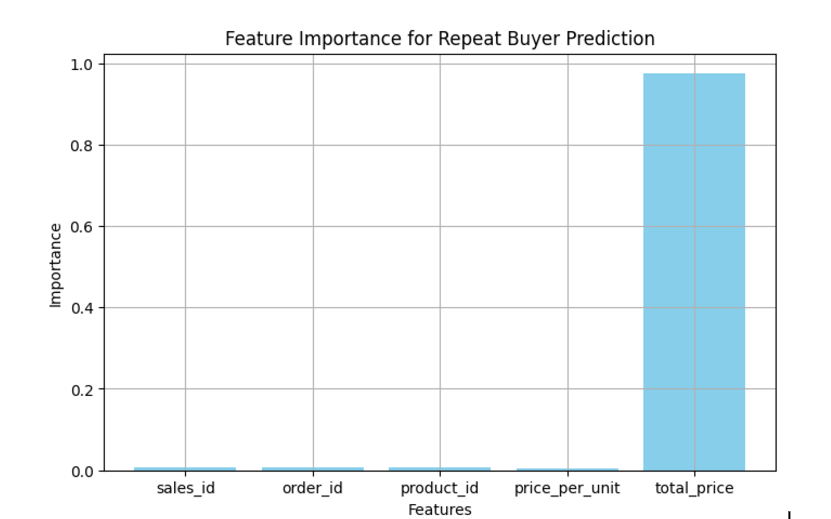 Feature Importance for Repeat Buyer Prediction
1.0
0.8
0.6
0.4
0.2
0.0
Importance
sales_id order_id product_id price_per_unit total_price
Features